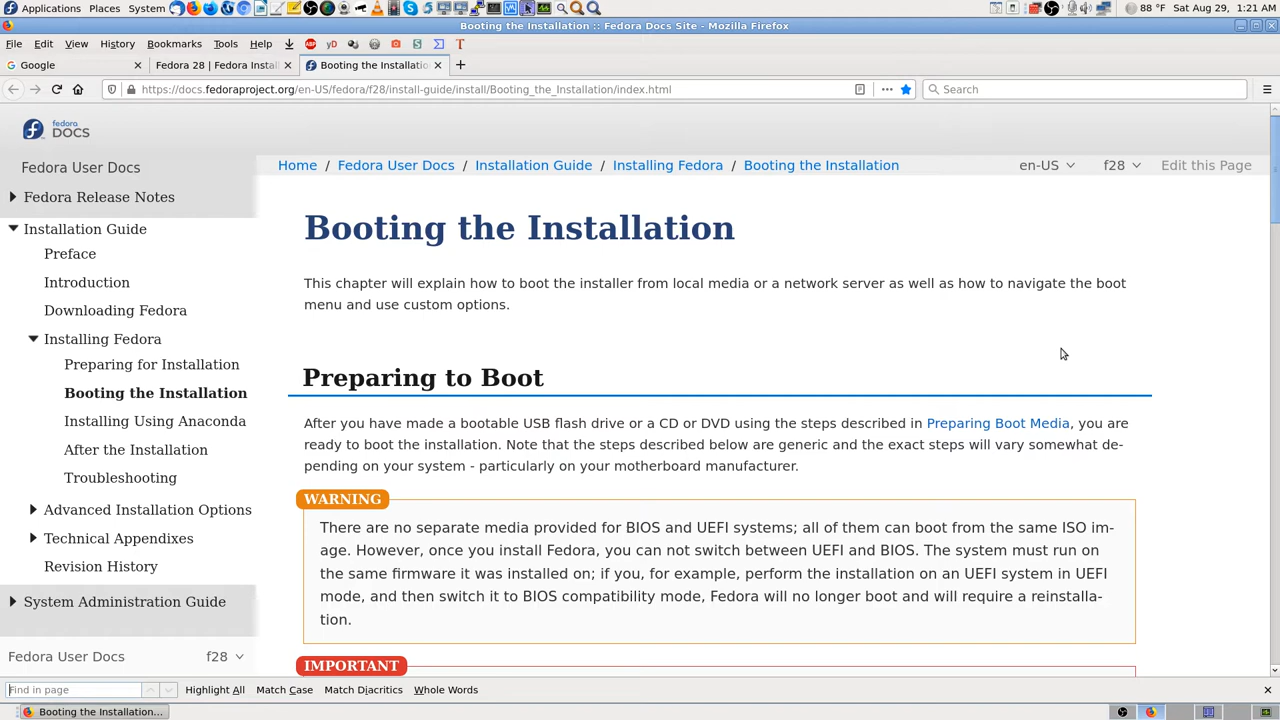 Applications Places System 88 °F Sat Aug 29, 1:21 AM
Booting the Installation :: Fedora Docs Site - Mozilla Firefox
File Edit View History Bookmarks Tools Help
Google Fedora 28 | Fedora Instal Booting the Installatio
https://docs.fedoraproject.org/en-US/fedora/f28/install-guide/install/Booting_the_Installation/index.html Search
fedora
DOCS
Fedora User Docs
Fedora Release Notes
Installation Guide
Preface
Introduction
Downloading Fedora
Installing Fedora
Preparing for Installation
Booting the Installation
Installing Using Anaconda
After the Installation
Troubleshooting
Advanced Installation Options
Technical Appendixes
Revision History
System Administration Guide
Fedora User Docs f28
Home / Fedora User Docs / Installation Guide / Installing Fedora / Booting the Installation en-US f28 Edit this Page
Booting the Installation
This chapter will explain how to boot the installer from local media or a network server as well as how to navigate the boot
menu and use custom options.
Preparing to Boot
After you have made a bootable USB flash drive or a CD or DVD using the steps described in Preparing Boot Media, you are
ready to boot the installation. Note that the steps described below are generic and the exact steps will vary somewhat de-
pending on your system - particularly on your motherboard manufacturer.
WARNING
There are no separate media provided for BIOS and UEFI systems; all of them can boot from the same ISO im-
age. However, once you install Fedora, you can not switch between UEFI and BIOS. The system must run on
the same firmware it was installed on; if you, for example, perform the installation on an UEFI system in UEFI
mode, and then switch it to BIOS compatibility mode, Fedora will no longer boot and will require a reinstalla-
tion.
IMPORTANT
Find in page Highlight All Match Case Match Diacritics Whole Words
Booting the Installation...